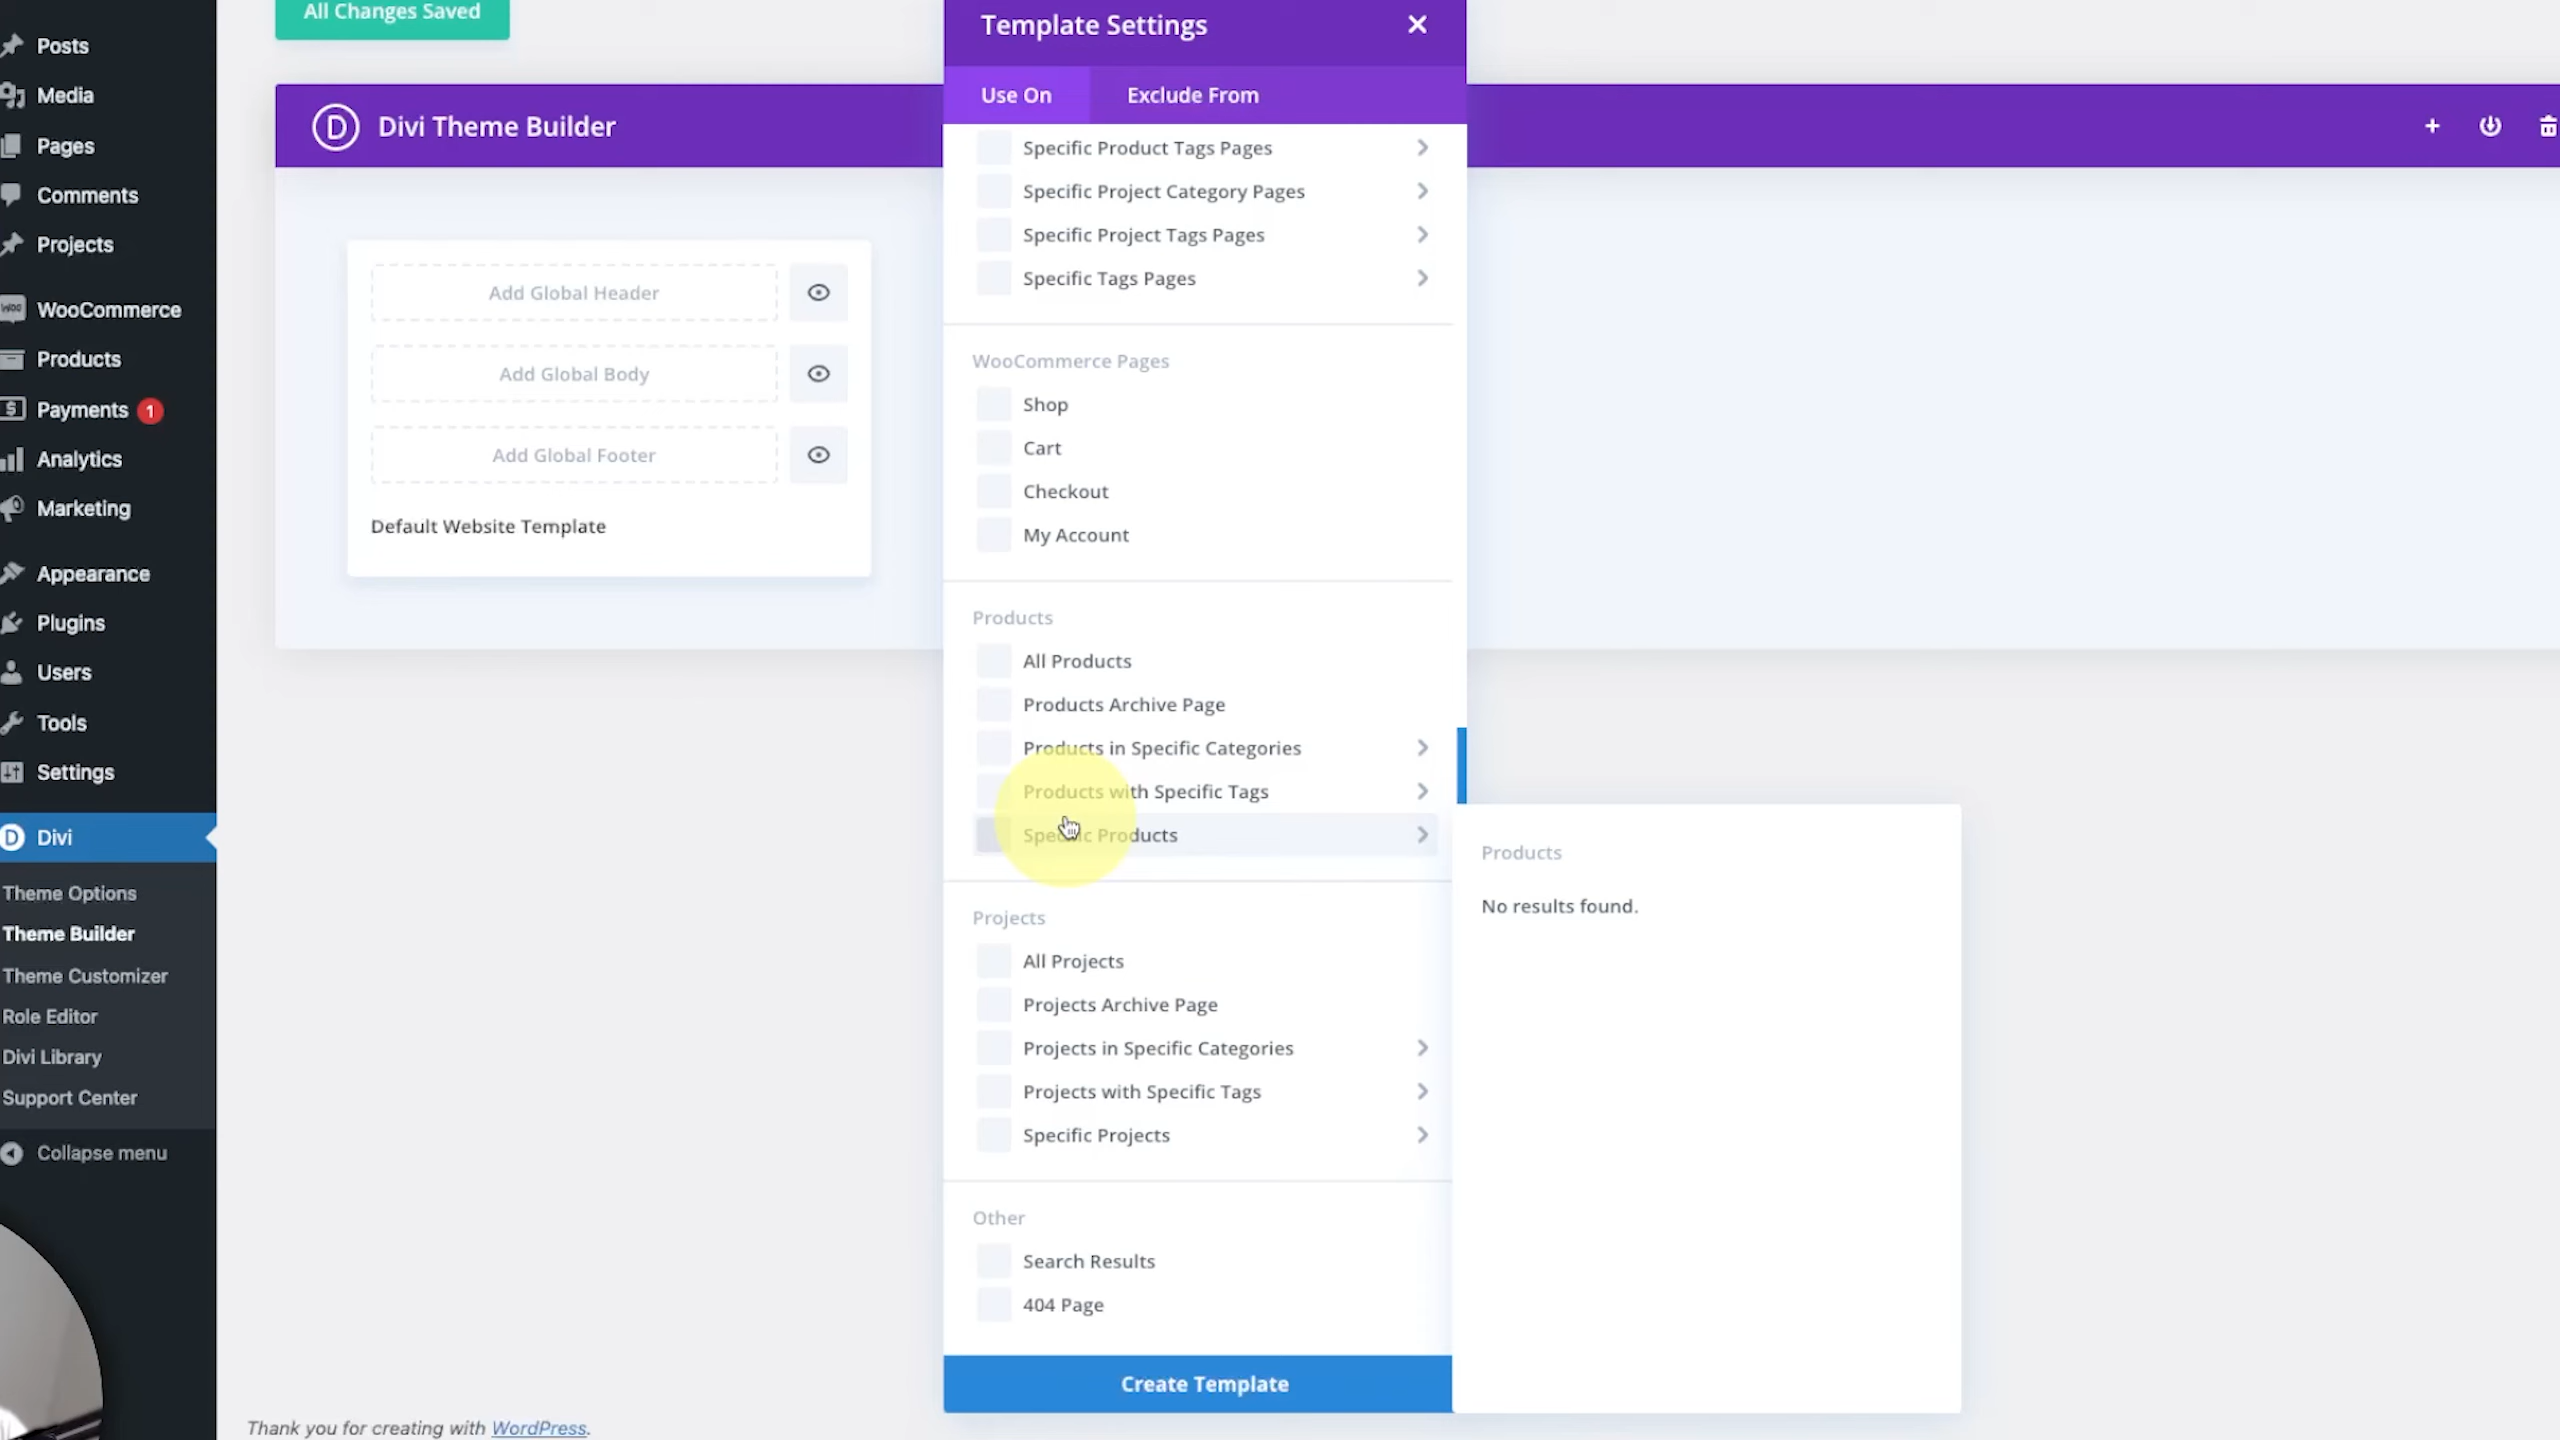 All Changes Saved
Posts
Media
Pages
Comments
Projects
WOO WooCommerce
Products
Payments 1
Analytics
Marketing
Appearance
Plugins
Users
Tools
Settings
D Divi
Theme Options
Theme Builder
Theme Customizer
Role Editor
Divi Library
Support Center
Collapse menu
D Divi Theme Builder
+
Add Global Header
Add Global Body
Add Global Footer
Default Website Template
Template Settings
Use On
Exclude From
Specific Product Tags Pages
Specific Project Category Pages
Specific Project Tags Pages
Specific Tags Pages
WooCommerce Pages
Shop
Cart
Checkout
My Account
Products
All Products
Products Archive Page
Products in Specific Categories
Products with Specific Tags
Specific Products
Projects
All Projects
Projects Archive Page
Projects in Specific Categories
Projects with Specific Tags
Specific Projects
Other
Search Results
404 Page
Create Template
Products
No results found.
Thank you for creating with WordPress.